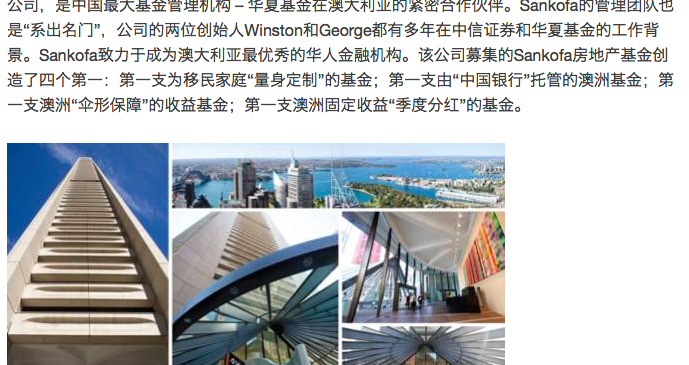 公司，是中国最大基金管理机构 – 华夏基金在澳大利亚的紧密合作伙伴。Sankofa的管理团队也
是“系出名门”，公司的两位创始人Winston和George都有多年在中信证券和华夏基金的工作背
景。Sankofa致力于成为澳大利亚最优秀的华人金融机构。该公司募集的Sankofa房地产基金创
造了四个第一：第一支为移民家庭“量身定制”的基金；第一支由“中国银行”托管的澳洲基金；第
一支澳洲“伞形保障”的收益基金；第一支澳洲固定收益“季度分红”的基金。